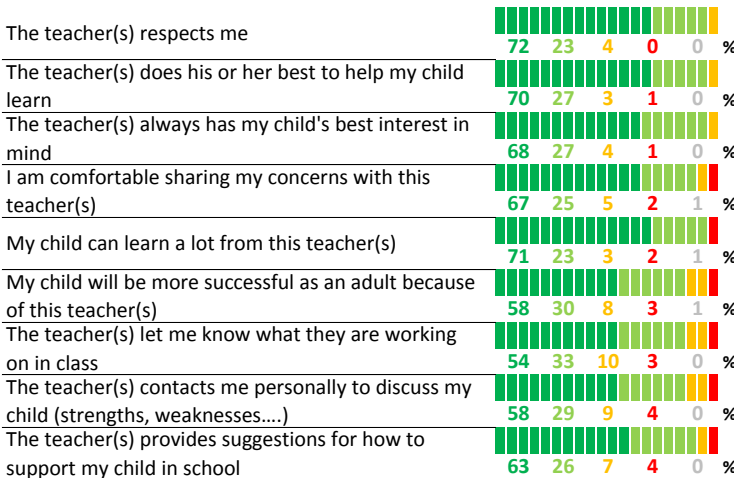 The teacher(s) respects me
72 23 4 0 0 %
The teacher(s) does his or her best to help my child
learn
70 27 3 1 0 %
The teacher(s) always has my child's best interest in
mind
68 27 4 1 0 %
I am comfortable sharing my concerns with this
teacher(s)
67 25 5 2 1 %
My child can learn a lot from this teacher(s)
71 23 3 2 1 %
My child will be more successful as an adult because
of this teacher(s)
58 30 8 3 1 %
The teacher(s) let me know what they are working
on in class
54 33 10 3 0 %
The teacher(s) contacts me personally to discuss my
child (strengths, weaknesses....)
58 29 9 4 0 %
The teacher(s) provides suggestions for how to
support my child in school
63 26 7 4 0 %